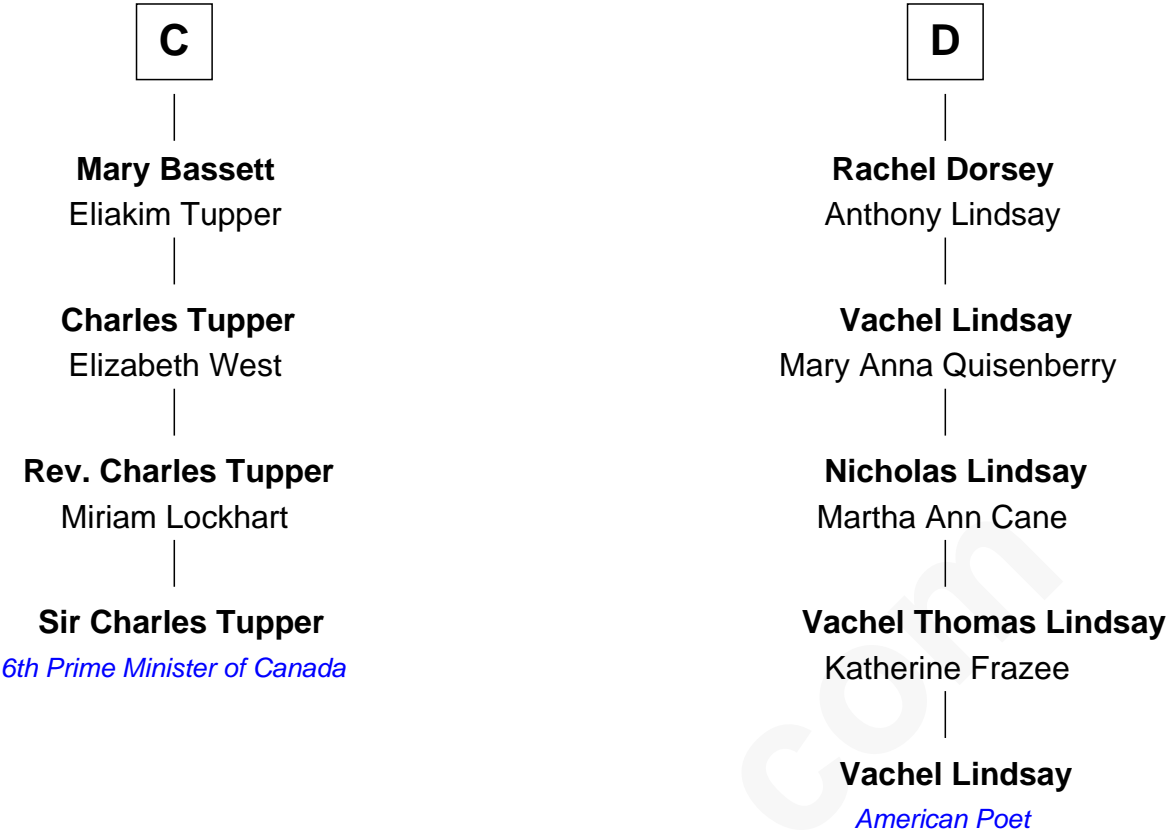 C
Mary Bassett
Eliakim Tupper
Charles Tupper
Elizabeth West
Rev. Charles Tupper
Miriam Lockhart
Sir Charles Tupper
6th Prime Minister of Canada
D
Rachel Dorsey
Anthony Lindsay
Vachel Lindsay
Mary Anna Quisenberry
Nicholas Lindsay
Martha Ann Cane
Vachel Thomas Lindsay
Katherine Frazee
Vachel Lindsay
American Poet
com